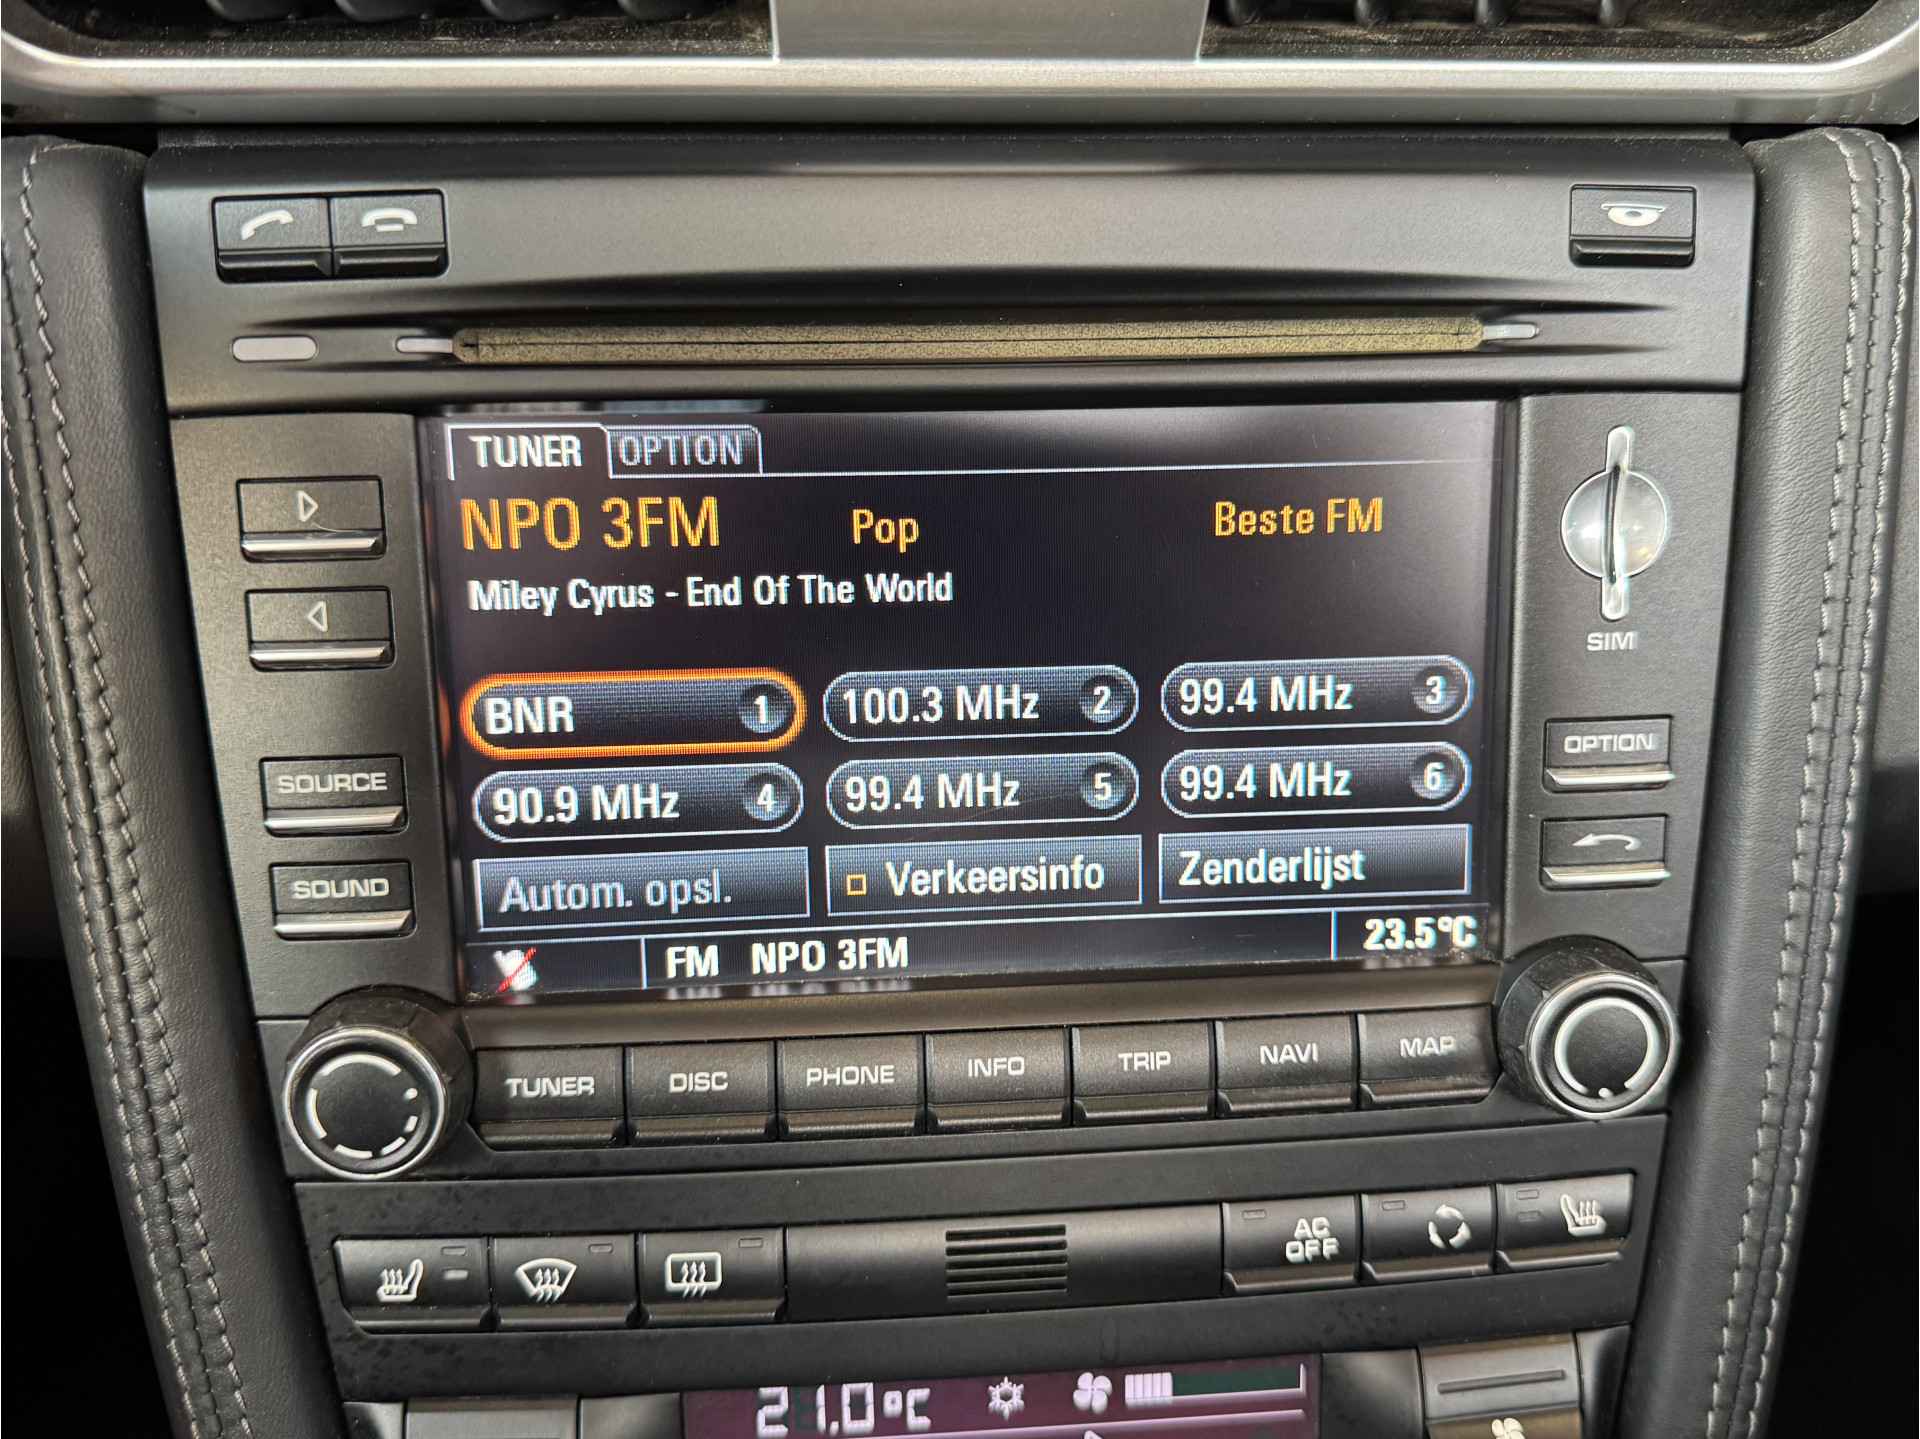 TUNER OPTION
NPO 3FM Pop Beste FM
Miley Cyrus - End Of The World
BNR 1 100.3 MHz 2 99.4 MHz 3
90.9 MHz 4 99.4 MHz 5 99.4 MHz 6
Autom. opsl. Verkeersinfo Zenderlijst
FM NPO 3FM 23.5°C
SOURCE
SOUND
SIM
OPTION
TUNER DISC PHONE INFO TRIP NAVI MAP
AC
OFF
21.0°C